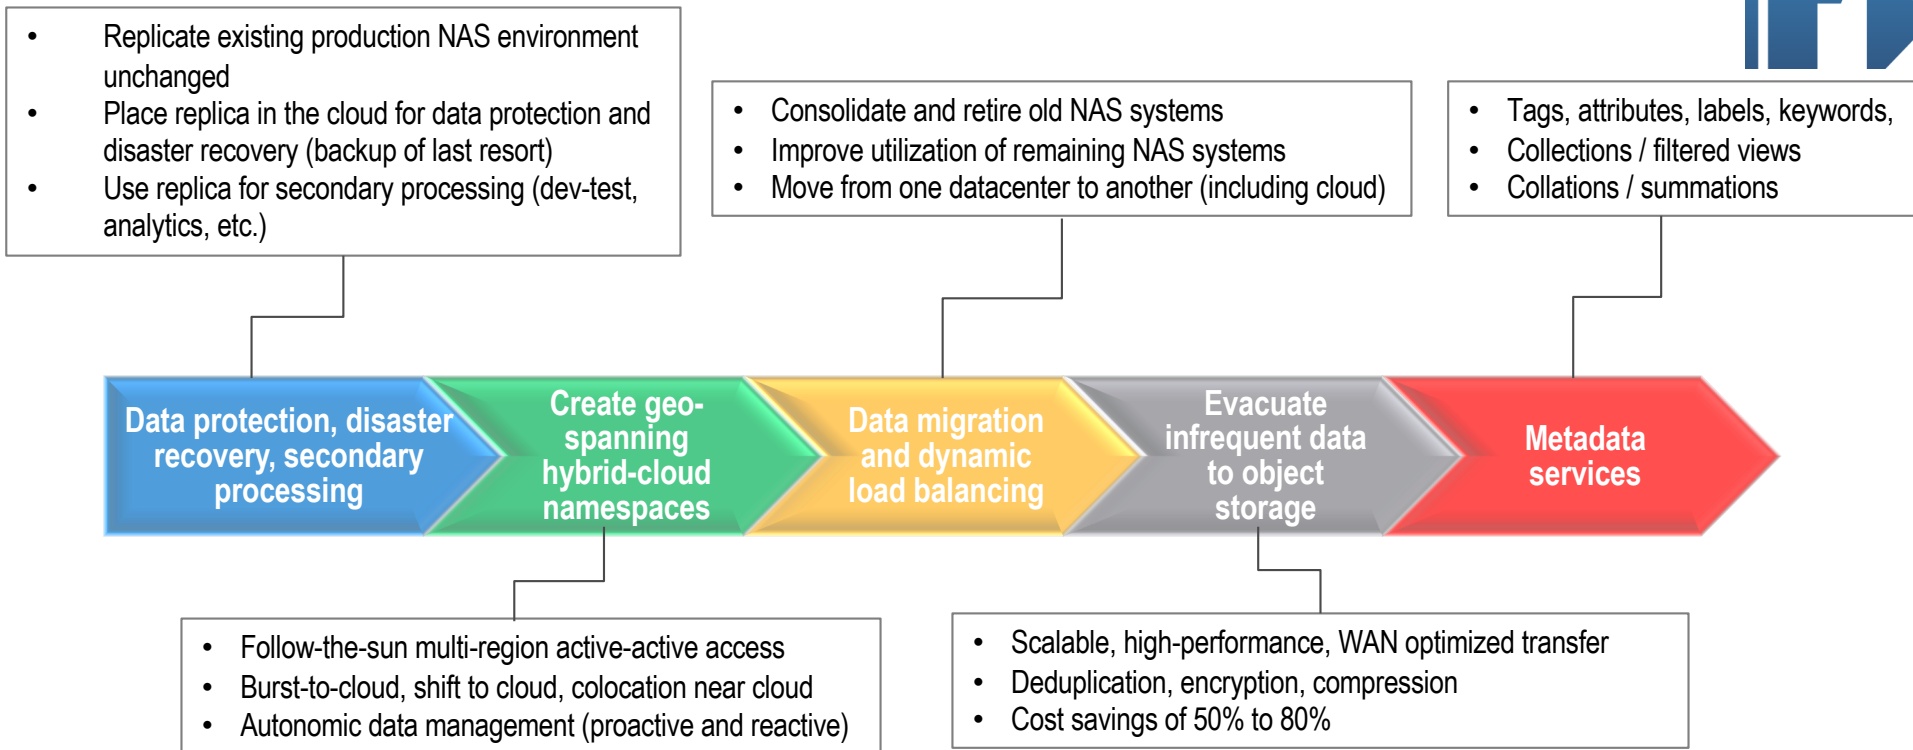 • Replicate existing production NAS environment
unchanged
• Place replica in the cloud for data protection and
disaster recovery (backup of last resort)
• Use replica for secondary processing (dev-test,
analytics, etc.)
• Consolidate and retire old NAS systems
• Improve utilization of remaining NAS systems
• Move from one datacenter to another (including cloud)
• Tags, attributes, labels, keywords,
• Collections / filtered views
• Collations / summations
Data protection, disaster
recovery, secondary
processing
Create geo-
spanning
hybrid-cloud
namespaces
Data migration
and dynamic
load balancing
Evacuate
infrequent data
to object
storage
Metadata
services
• Follow-the-sun multi-region active-active access
• Burst-to-cloud, shift to cloud, colocation near cloud
• Autonomic data management (proactive and reactive)
• Scalable, high-performance, WAN optimized transfer
• Deduplication, encryption, compression
• Cost savings of 50% to 80%